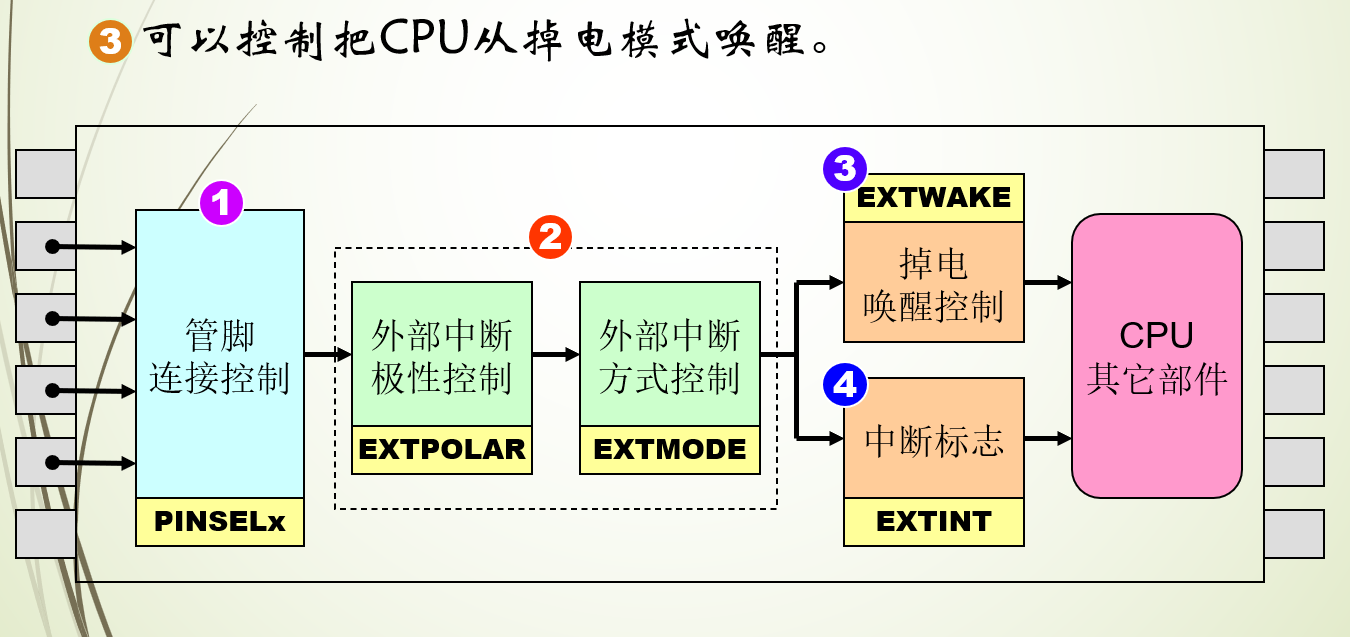 3 可以控制把CPU从掉电模式唤醒。
1
管脚
连接控制
PINSELx
2
外部中断
极性控制
EXTPOLAR
外部中断
方式控制
EXTMODE
3
EXTWAKE
掉电
唤醒控制
4
中断标志
EXTINT
CPU
其它部件